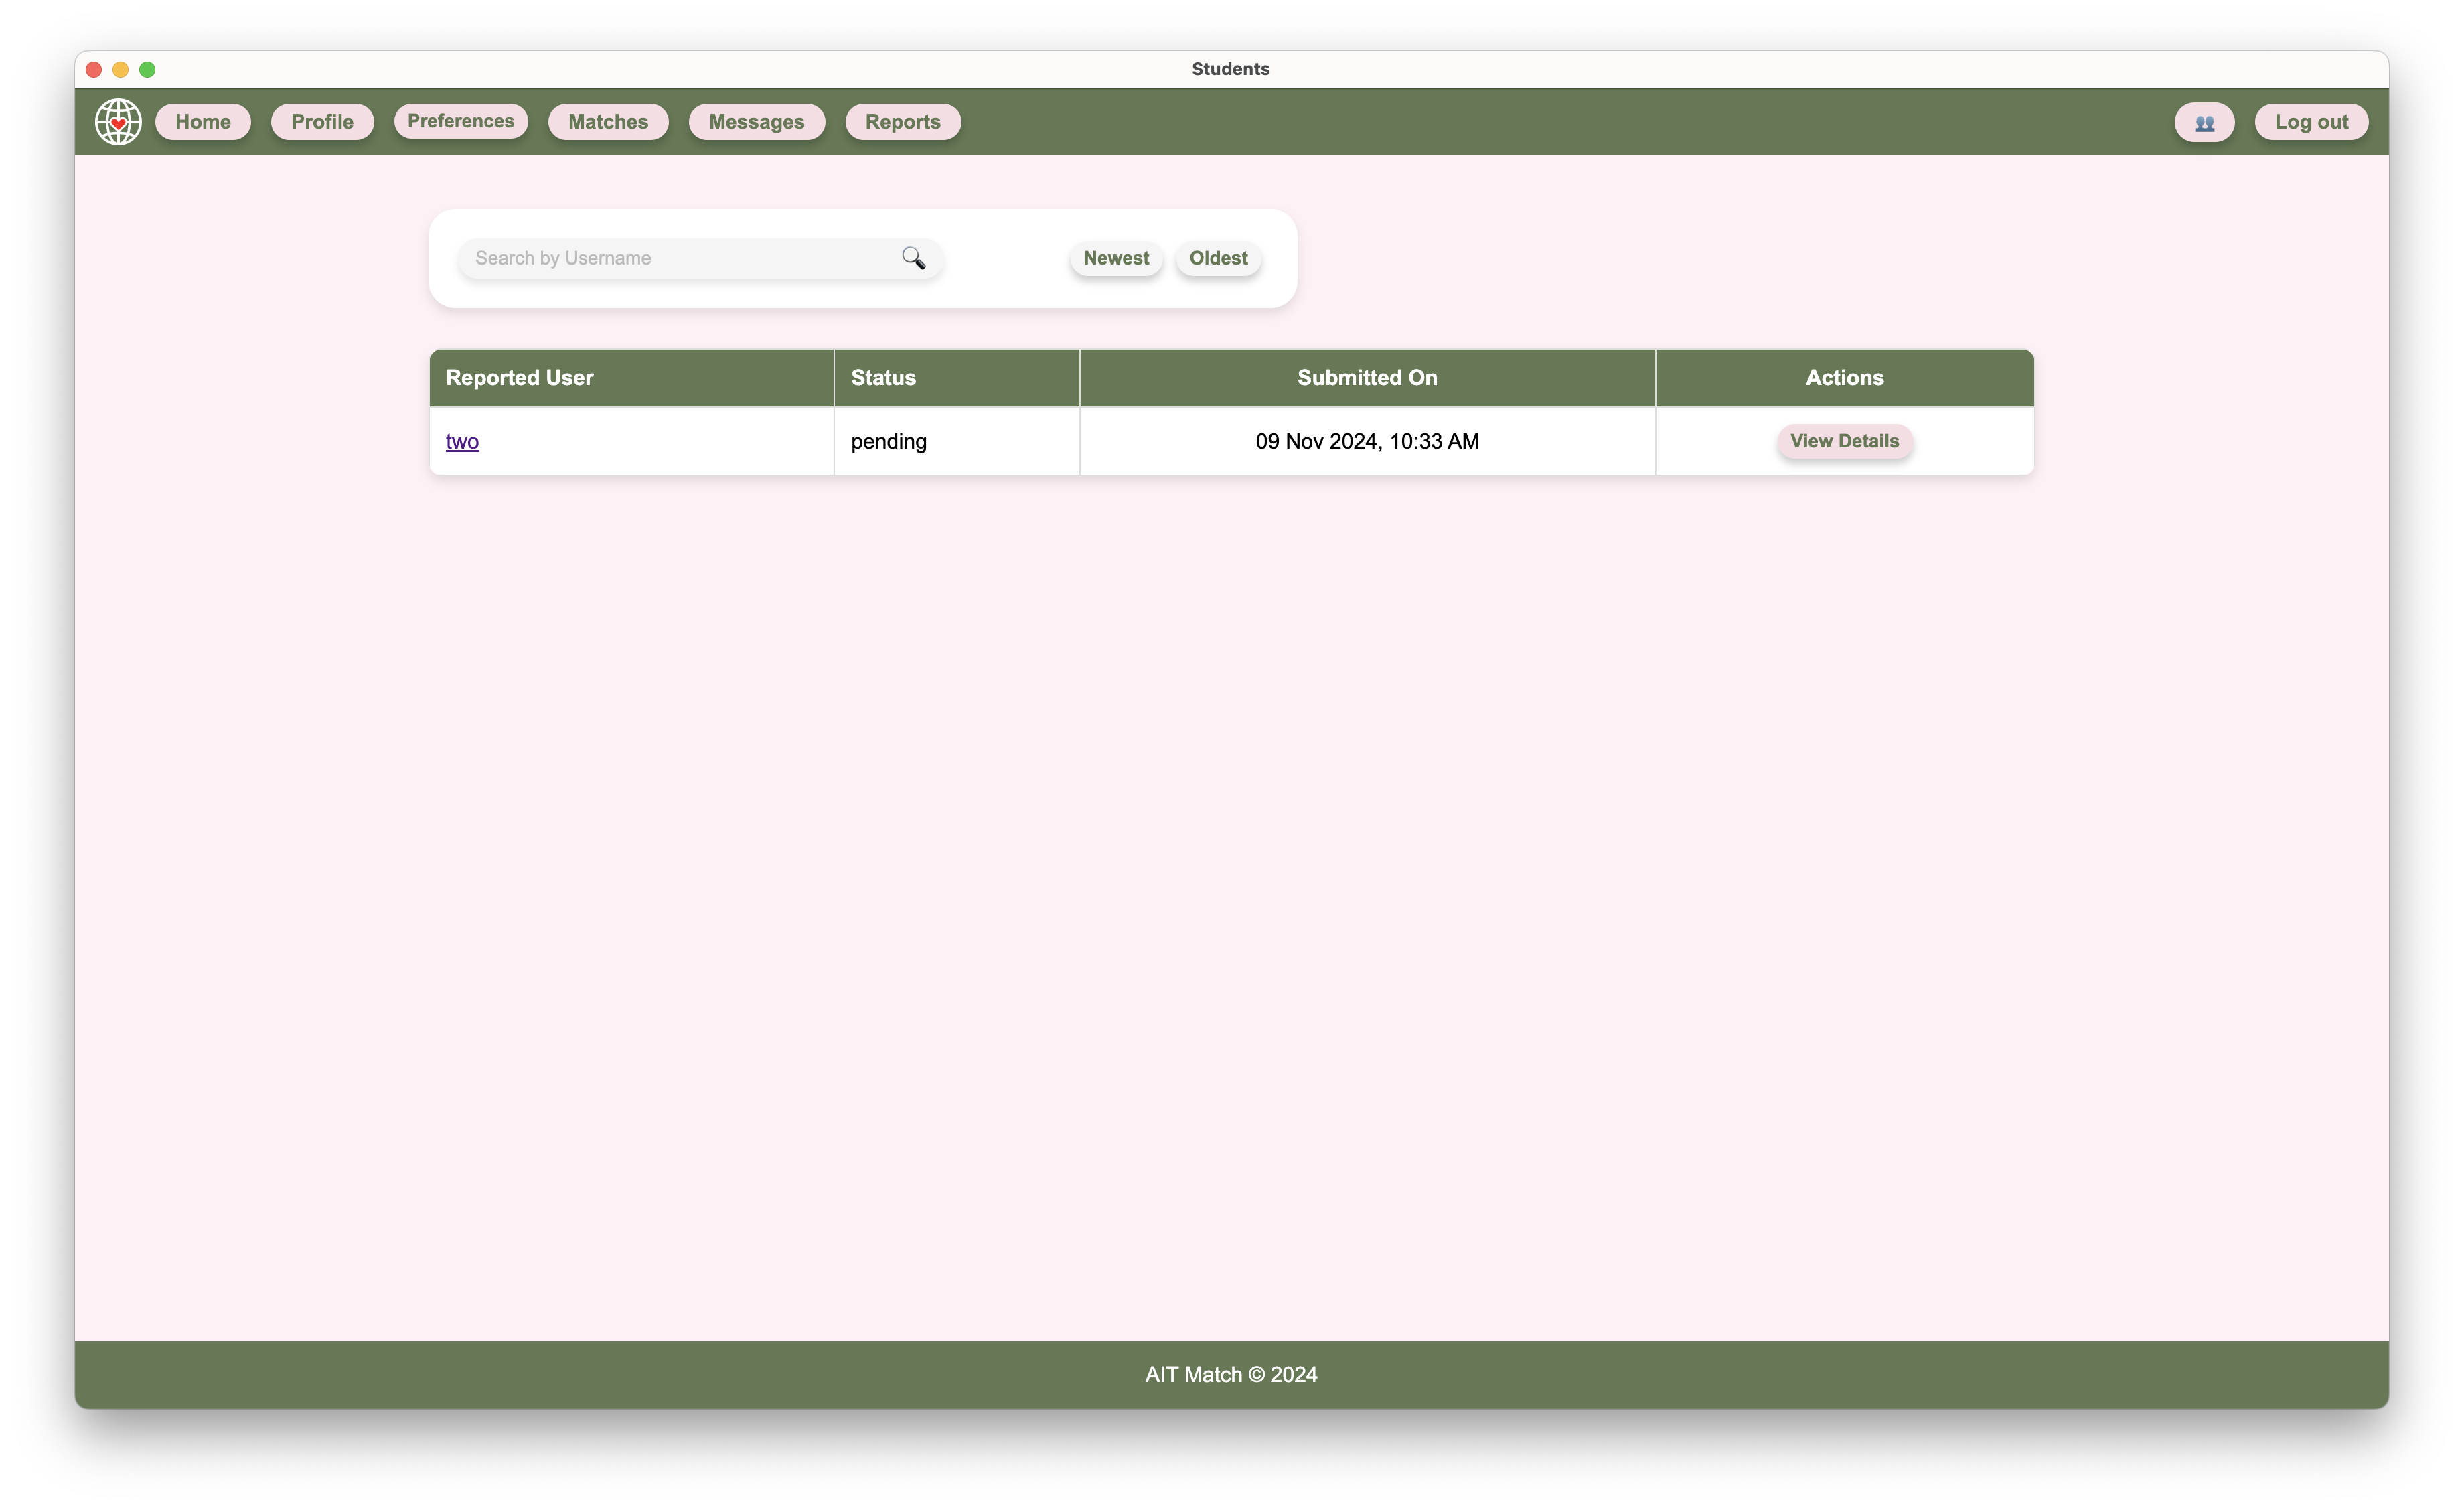 Students
Home Profile Preferences Matches Messages Reports Log out
Search by Username Newest Oldest
Reported User Status Submitted On Actions
two pending 09 Nov 2024, 10:33 AM View Details
AIT Match © 2024